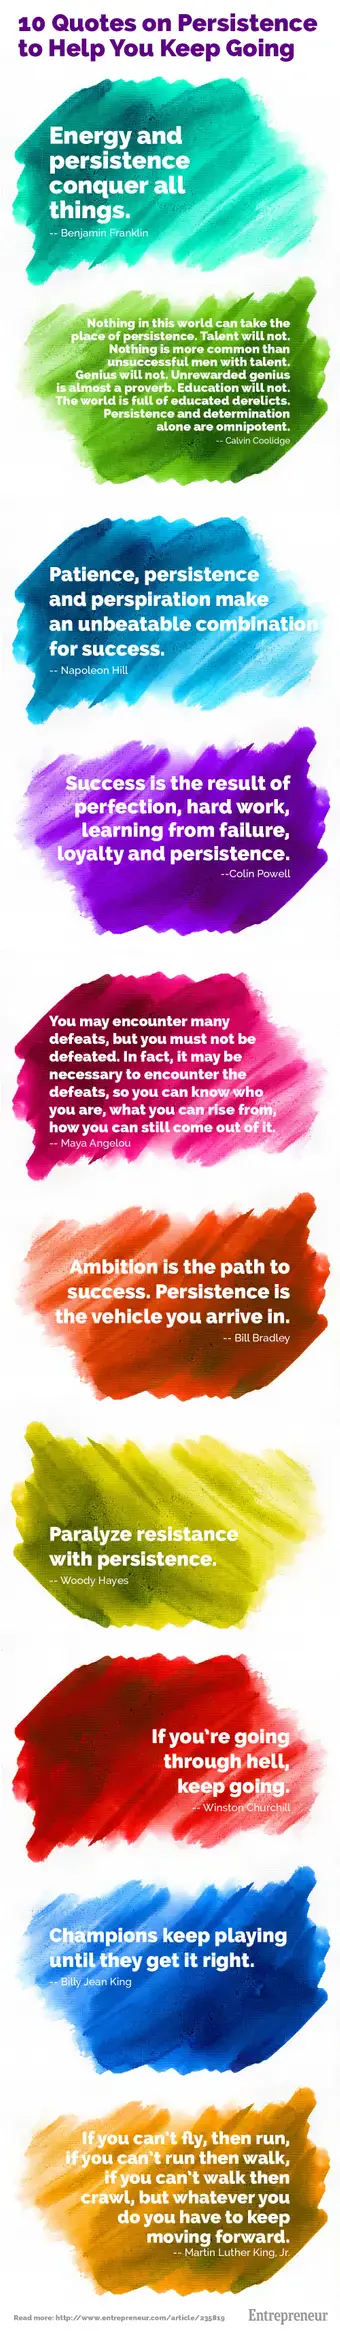 10 Quotes on Persistence
to Help You Keep Going
Energy and
persistence
conquer all
things.
-- Benjamin Franklin
Nothing in this world can take the
place of persistence. Talent will not.
Nothing is more common than
unsuccessful men with talent.
Genius will not. Unrewarded genius
is almost a proverb. Education will not.
The world is full of educated derelicts.
Persistence and determination
alone are omnipotent.
-- Calvin Coolidge
Patience, persistence
and perspiration make
an unbeatable combination
for success.
-- Napoleon Hill
Success is the result of
perfection, hard work,
learning from failure,
loyalty and persistence.
--Colin Powell
You may encounter many
defeats, but you must not be
defeated. In fact, it may be
necessary to encounter the
defeats, so you can know who
you are, what you can rise from,
how you can still come out of it.
-- Maya Angelou
Ambition is the path to
success. Persistence is
the vehicle you arrive in.
-- Bill Bradley
Paralyze resistance
with persistence.
-- Woody Hayes
If you're going
through hell,
keep going.
-- Winston Churchill
Champions keep playing
until they get it right.
-- Billy Jean King
If you can't fly, then run,
if you can't run then walk,
if you can't walk then
crawl, but whatever you
do you have to keep
moving forward.
-- Martin Luther King, Jr.
Read more: http://www.entrepreneur.com/article/235819
Entrepreneur